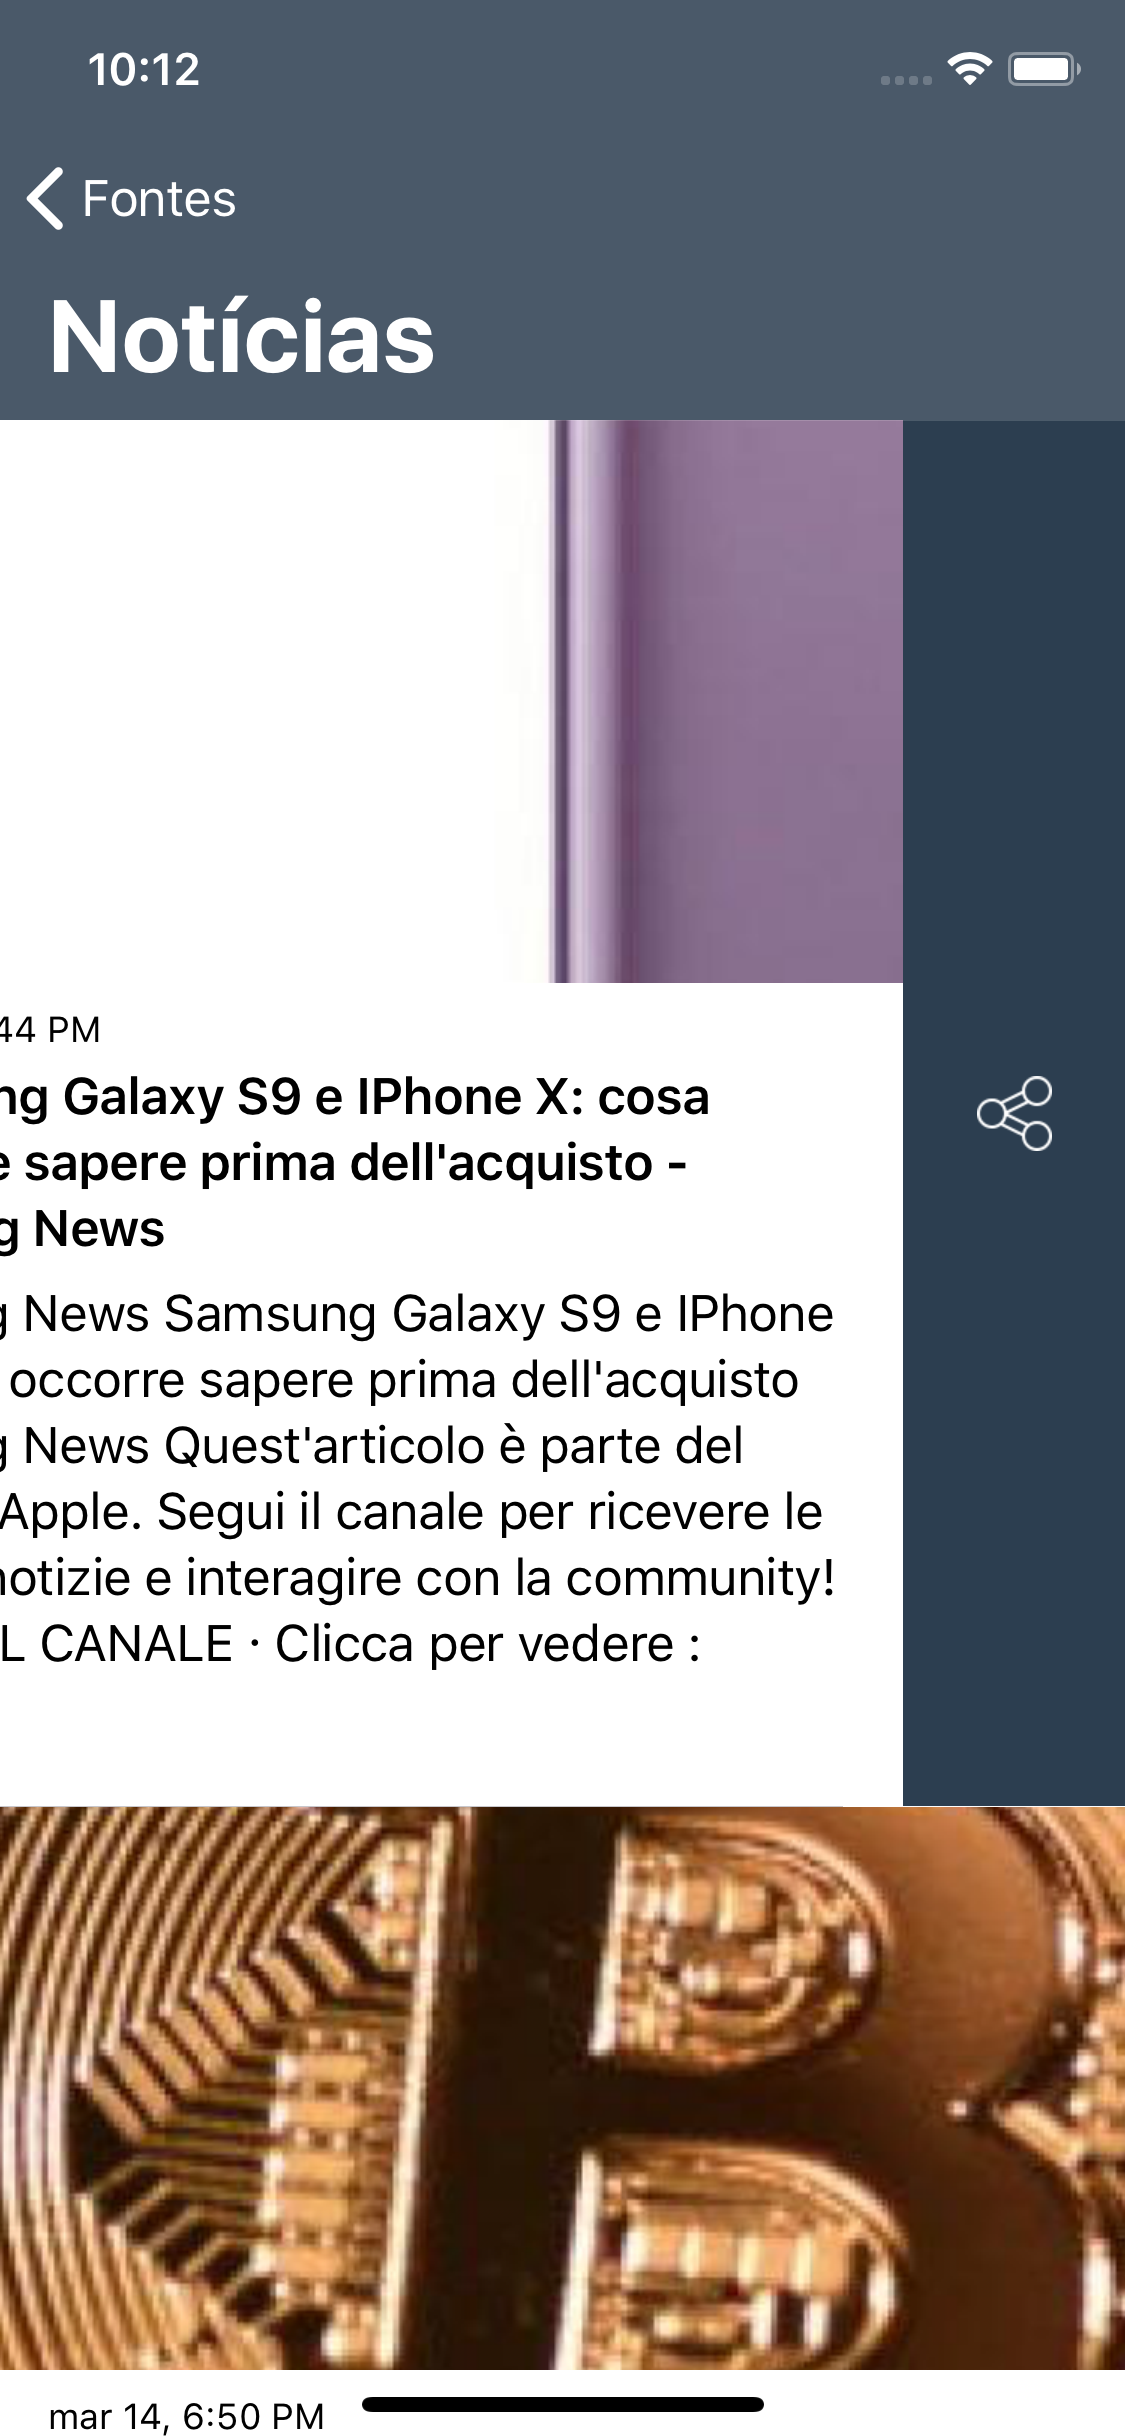 10:12
Fontes
Notícias
44 PM
ng Galaxy S9 e IPhone X: cosa
e sapere prima dell'acquisto -
g News
g News Samsung Galaxy S9 e IPhone
occorre sapere prima dell'acquisto
g News Quest'articolo è parte del
Apple. Segui il canale per ricevere le
notizie e interagire con la community!
L CANALE · Clicca per vedere :
mar 14, 6:50 PM